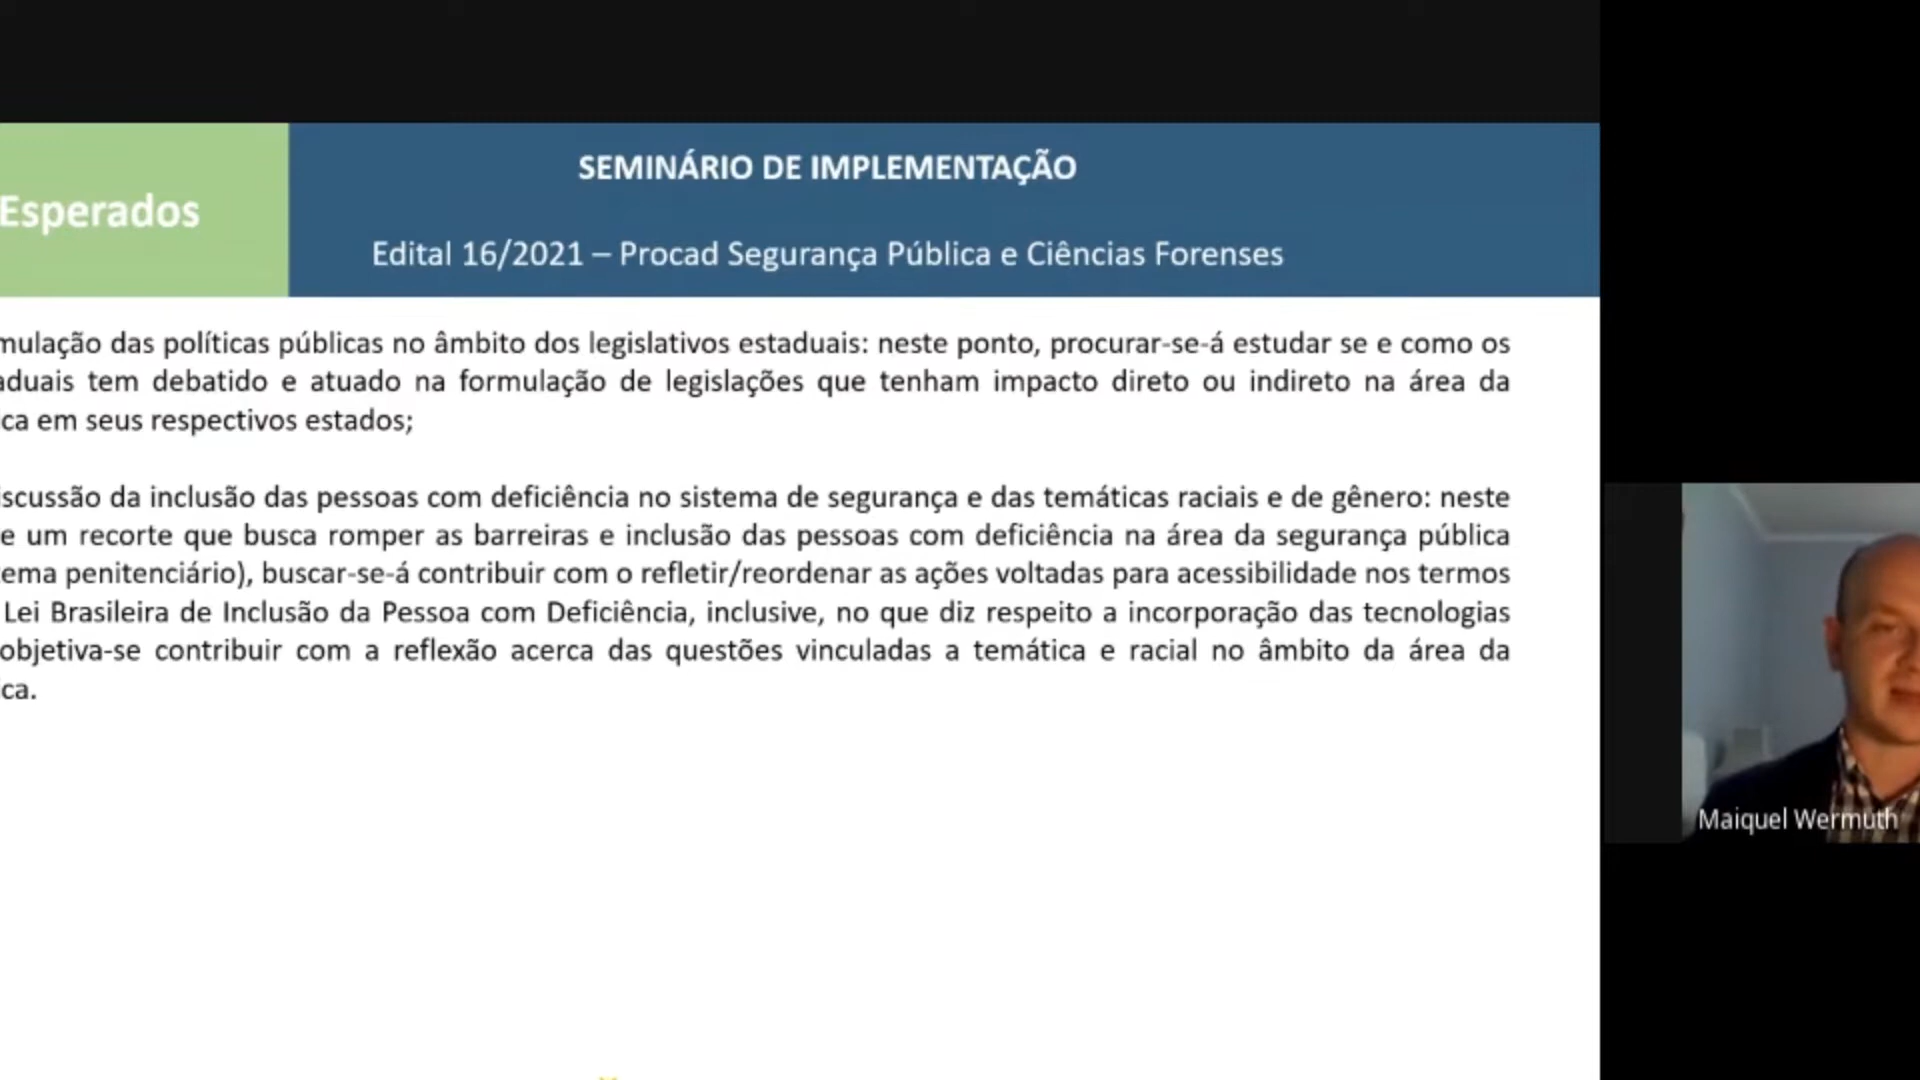 SEMINÁRIO DE IMPLEMENTAÇÃO
Esperados
Edital 16/2021 – Procad Segurança Pública e Ciências Forenses
mulação das políticas públicas no âmbito dos legislativos estaduais: neste ponto, procurar-se-á estudar se e como os
aduais tem debatido e atuado na formulação de legislações que tenham impacto direto ou indireto na área da
ca em seus respectivos estados;
iscussão da inclusão das pessoas com deficiência no sistema de segurança e das temáticas raciais e de gênero: neste
e um recorte que busca romper as barreiras e inclusão das pessoas com deficiência na área da segurança pública
ema penitenciário), buscar-se-á contribuir com o refletir/reordenar as ações voltadas para acessibilidade nos termos
Lei Brasileira de Inclusão da Pessoa com Deficiência, inclusive, no que diz respeito a incorporação das tecnologias
objetiva-se contribuir com a reflexão acerca das questões vinculadas a temática e racial no âmbito da área da
ca.
Maiquel Wermuth